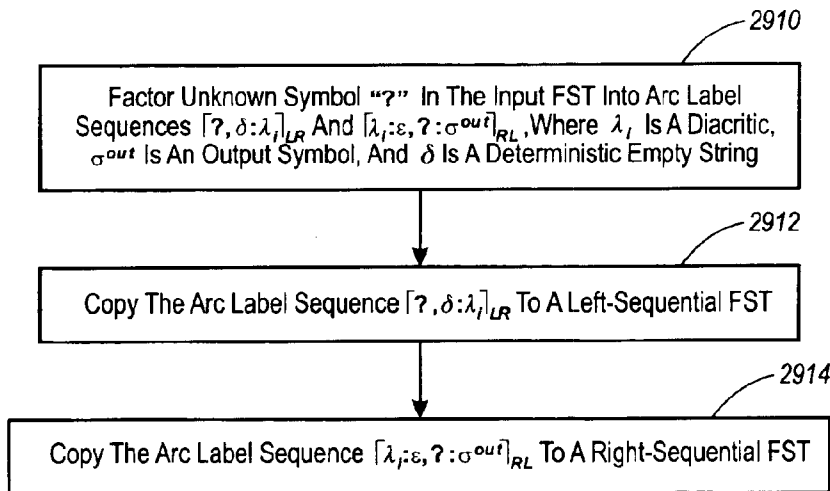 2910
Factor Unknown Symbol "?" In The Input FST Into Arc Label
Sequences ⌈?, δ:λᵢ⌉LR And ⌈λᵢ:ε, ?:σᵒᵘᵗ⌉RL, Where λᵢ Is A Diacritic,
σᵒᵘᵗ Is An Output Symbol, And δ Is A Deterministic Empty String
2912
Copy The Arc Label Sequence ⌈?, δ:λᵢ⌉LR To A Left-Sequential FST
2914
Copy The Arc Label Sequence ⌈λᵢ:ε, ?:σᵒᵘᵗ⌉RL To A Right-Sequential FST